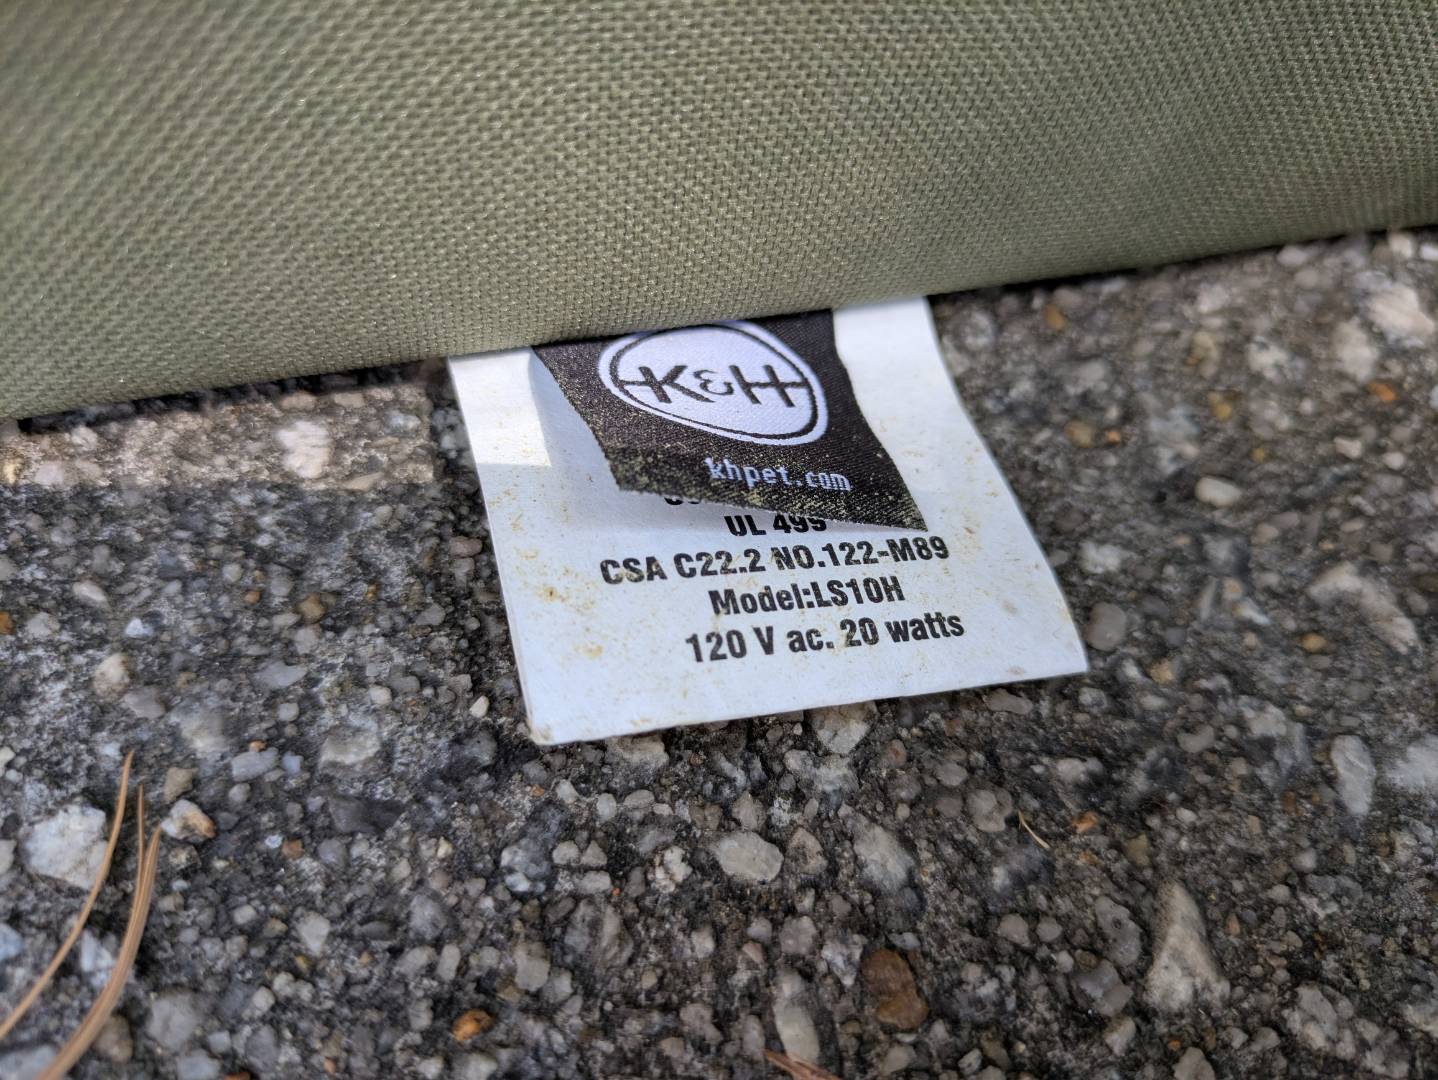 K&H
khpet.com
UL 499
CSA C22.2 NO.122-M89
Model:LS10H
120 V ac. 20 watts